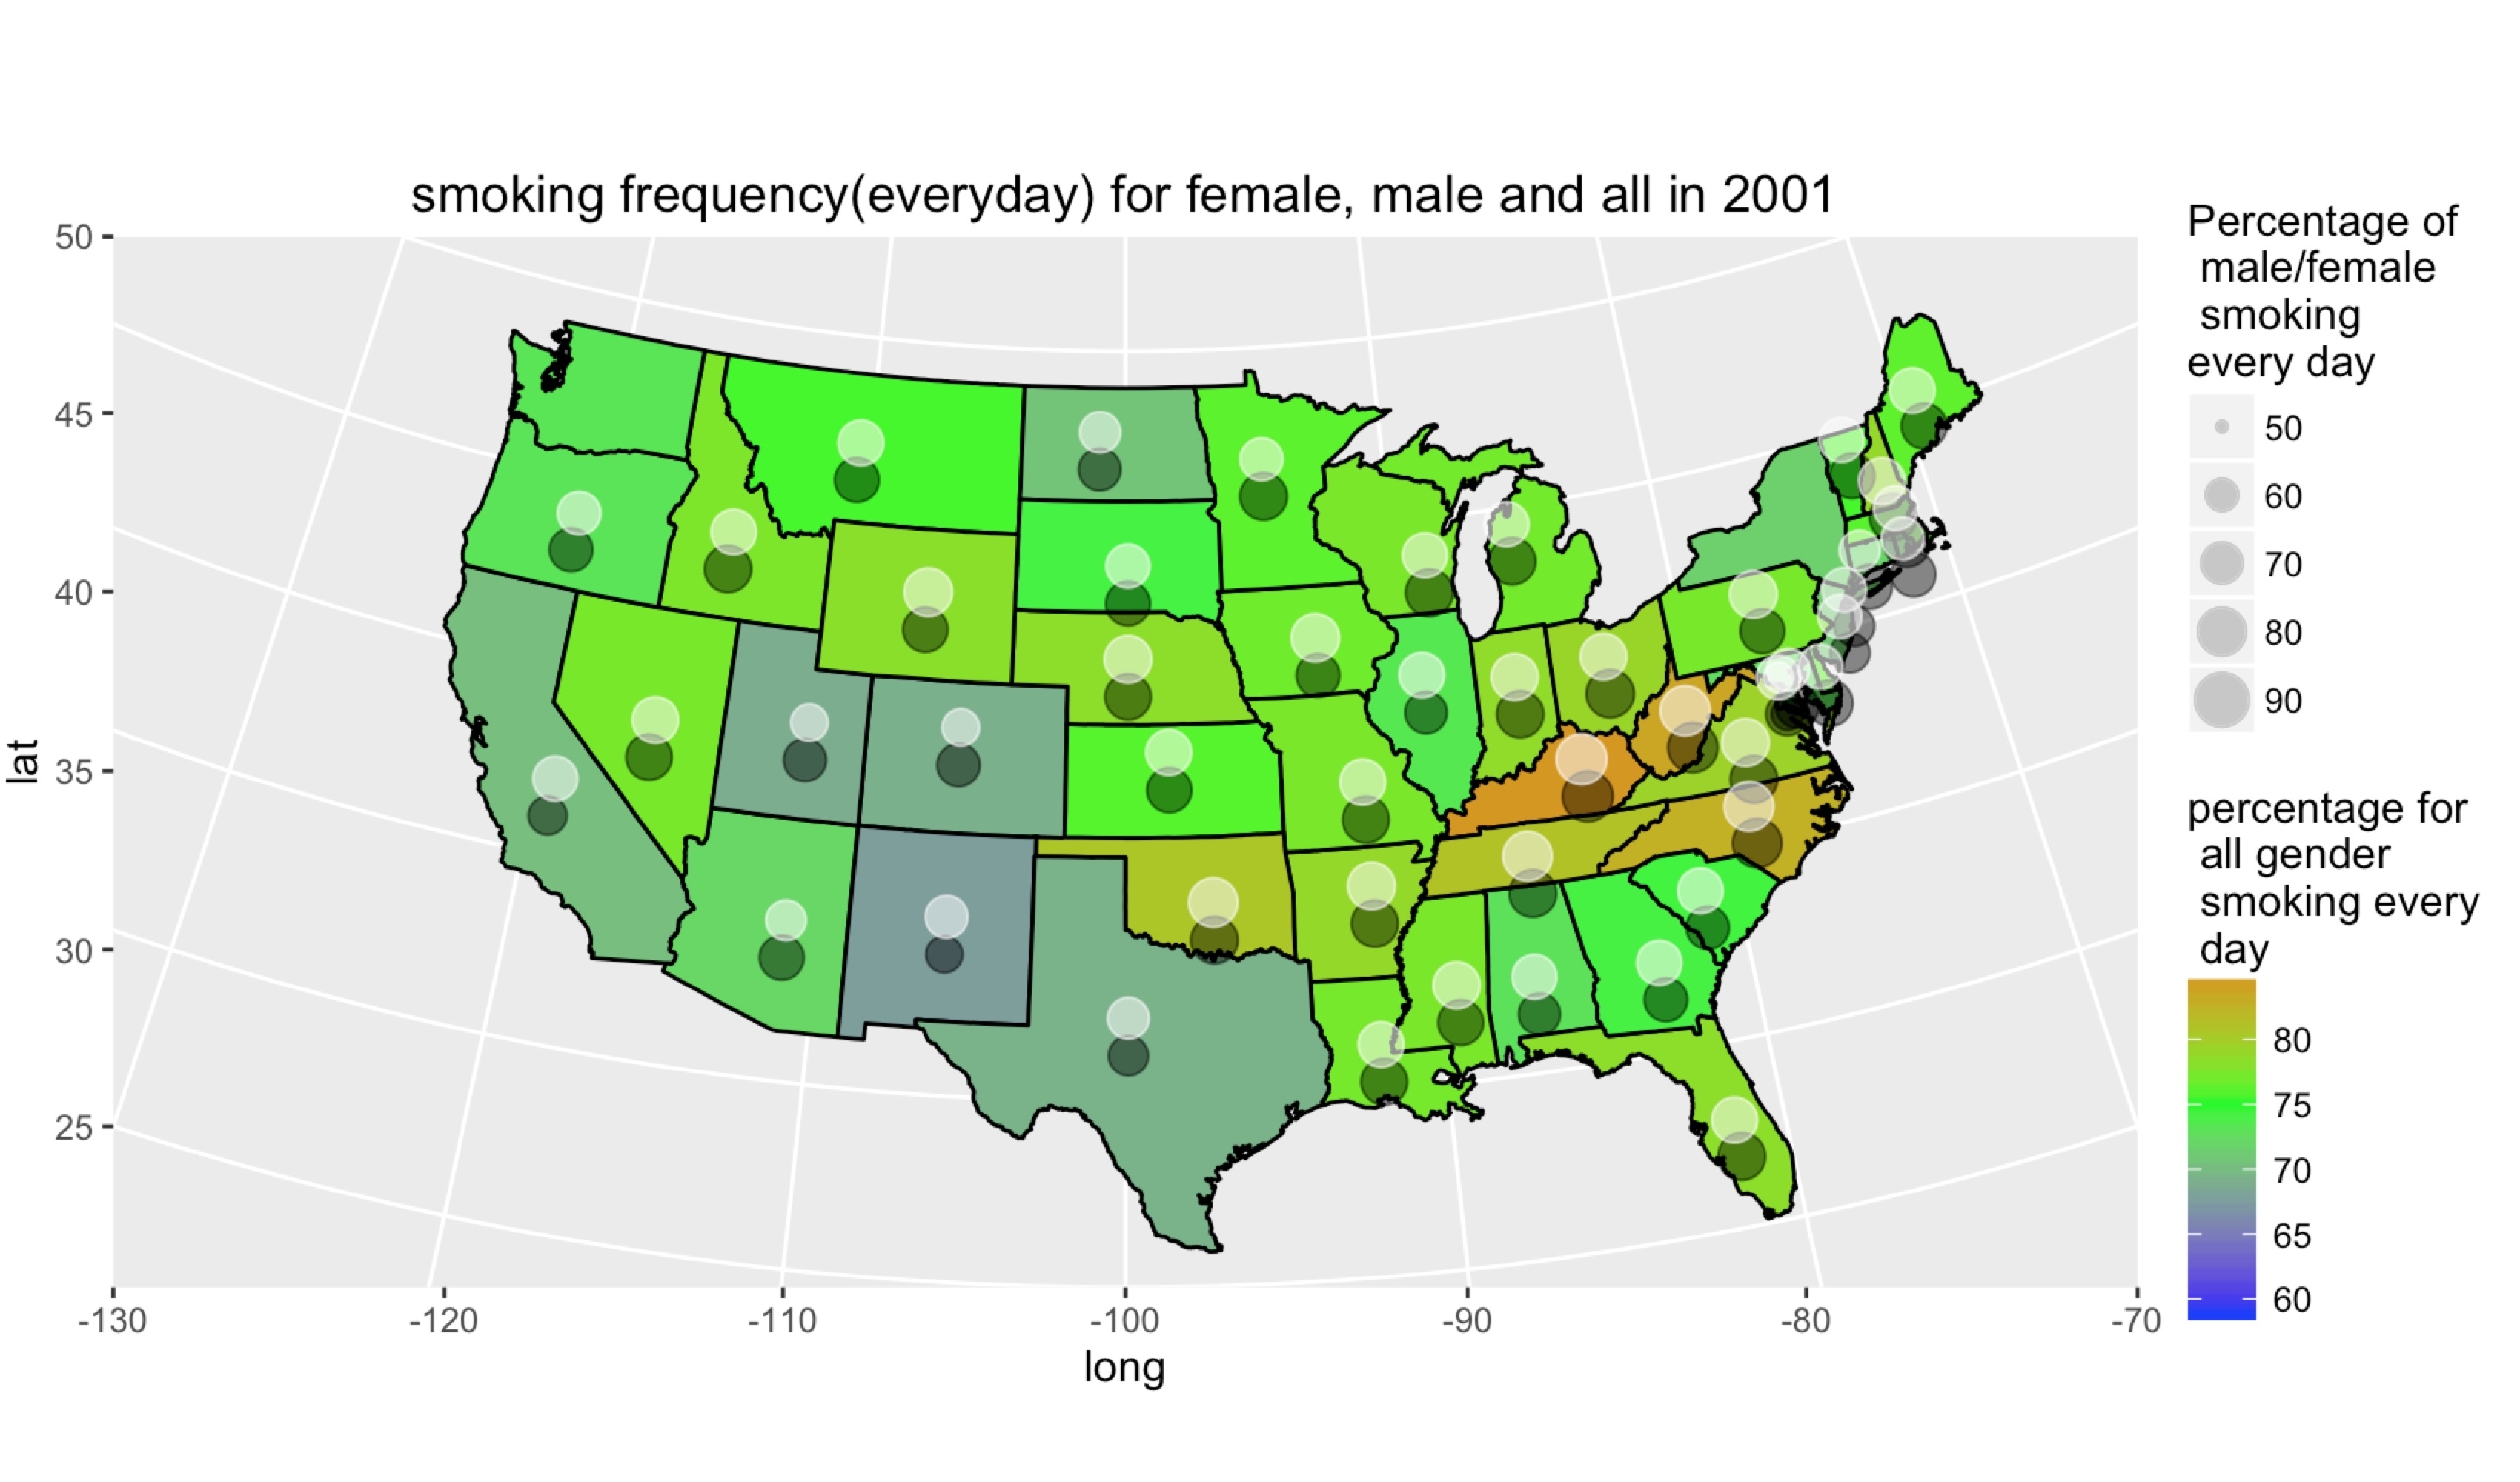 smoking frequency(everyday) for female, male and all in 2001
50
45
40
35
30
25
lat
-130
-120
-110
-100
-90
-80
-70
long
Percentage of
male/female
smoking
every day
50
60
70
80
90
percentage for
all gender
smoking every
day
80
75
70
65
60